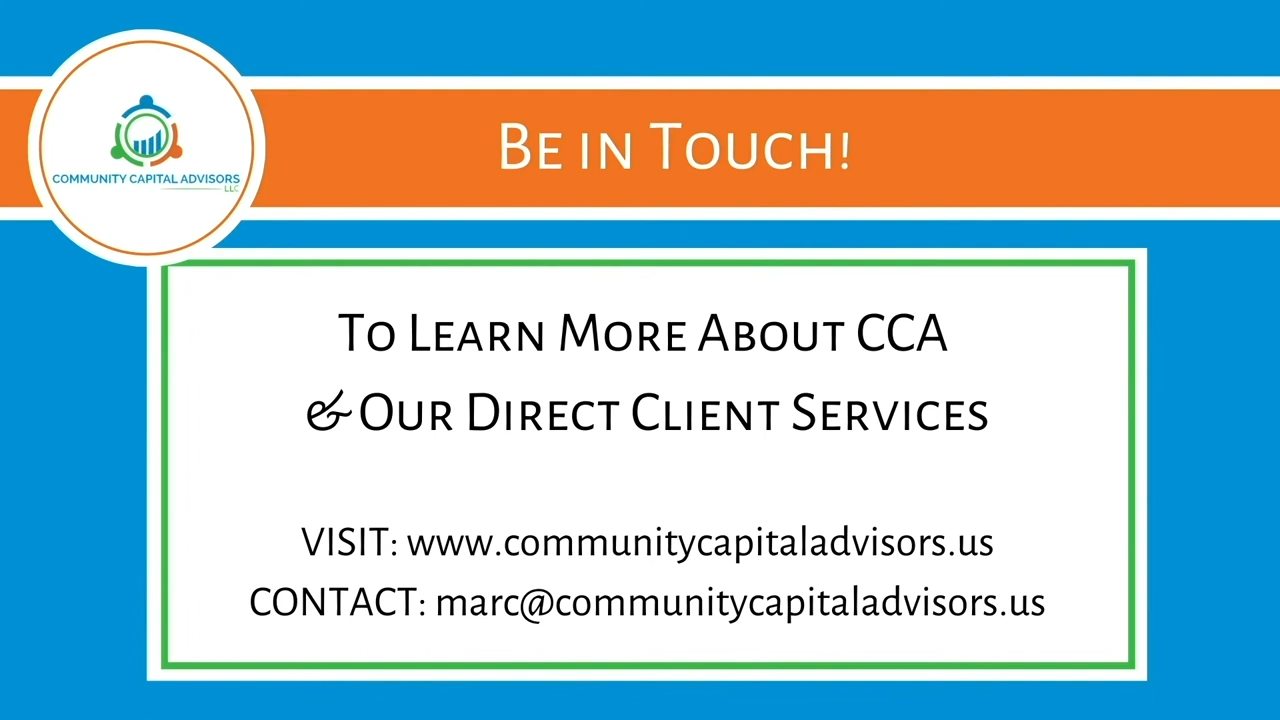 COMMUNITY CAPITAL ADVISORS
LLC
Be in Touch!
To Learn More About CCA
& Our Direct Client Services
VISIT: www.communitycapitaladvisors.us
CONTACT: marc@communitycapitaladvisors.us